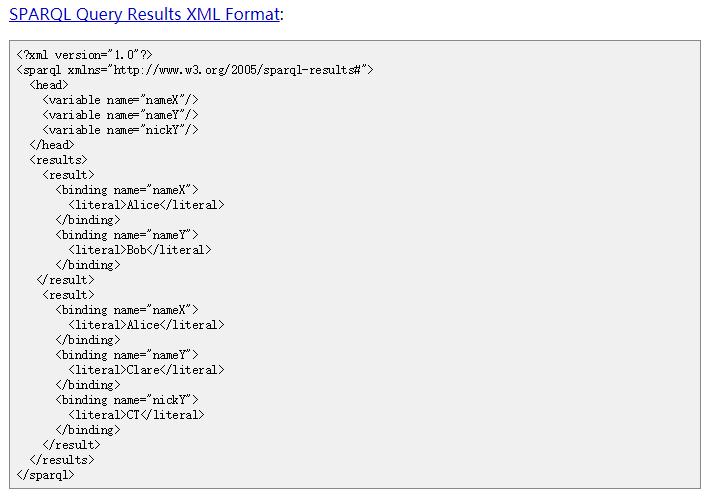 SPARQL Query Results XML Format:
<?xml version="1.0"?>
<sparql xmlns="http://www.w3.org/2005/sparql-results#">
  <head>
    <variable name="nameX"/>
    <variable name="nameY"/>
    <variable name="nickY"/>
  </head>
  <results>
    <result>
      <binding name="nameX">
        <literal>Alice</literal>
      </binding>
      <binding name="nameY">
        <literal>Bob</literal>
      </binding>
   </result>
    <result>
      <binding name="nameX">
        <literal>Alice</literal>
      </binding>
      <binding name="nameY">
        <literal>Clare</literal>
      </binding>
      <binding name="nickY">
        <literal>CT</literal>
      </binding>
    </result>
  </results>
</sparql>